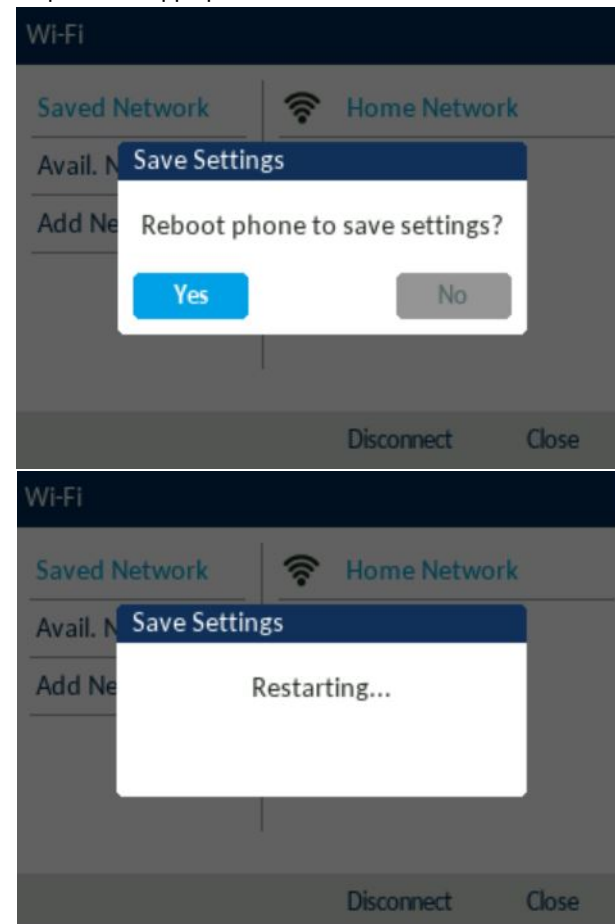 Wi-Fi
Saved Network
Home Network
Avail. N
Save Settings
Add Ne
Reboot phone to save settings?
Yes
No
Disconnect
Close
Wi-Fi
Saved Network
Home Network
Avail. N
Save Settings
Add Ne
Restarting...
Disconnect
Close